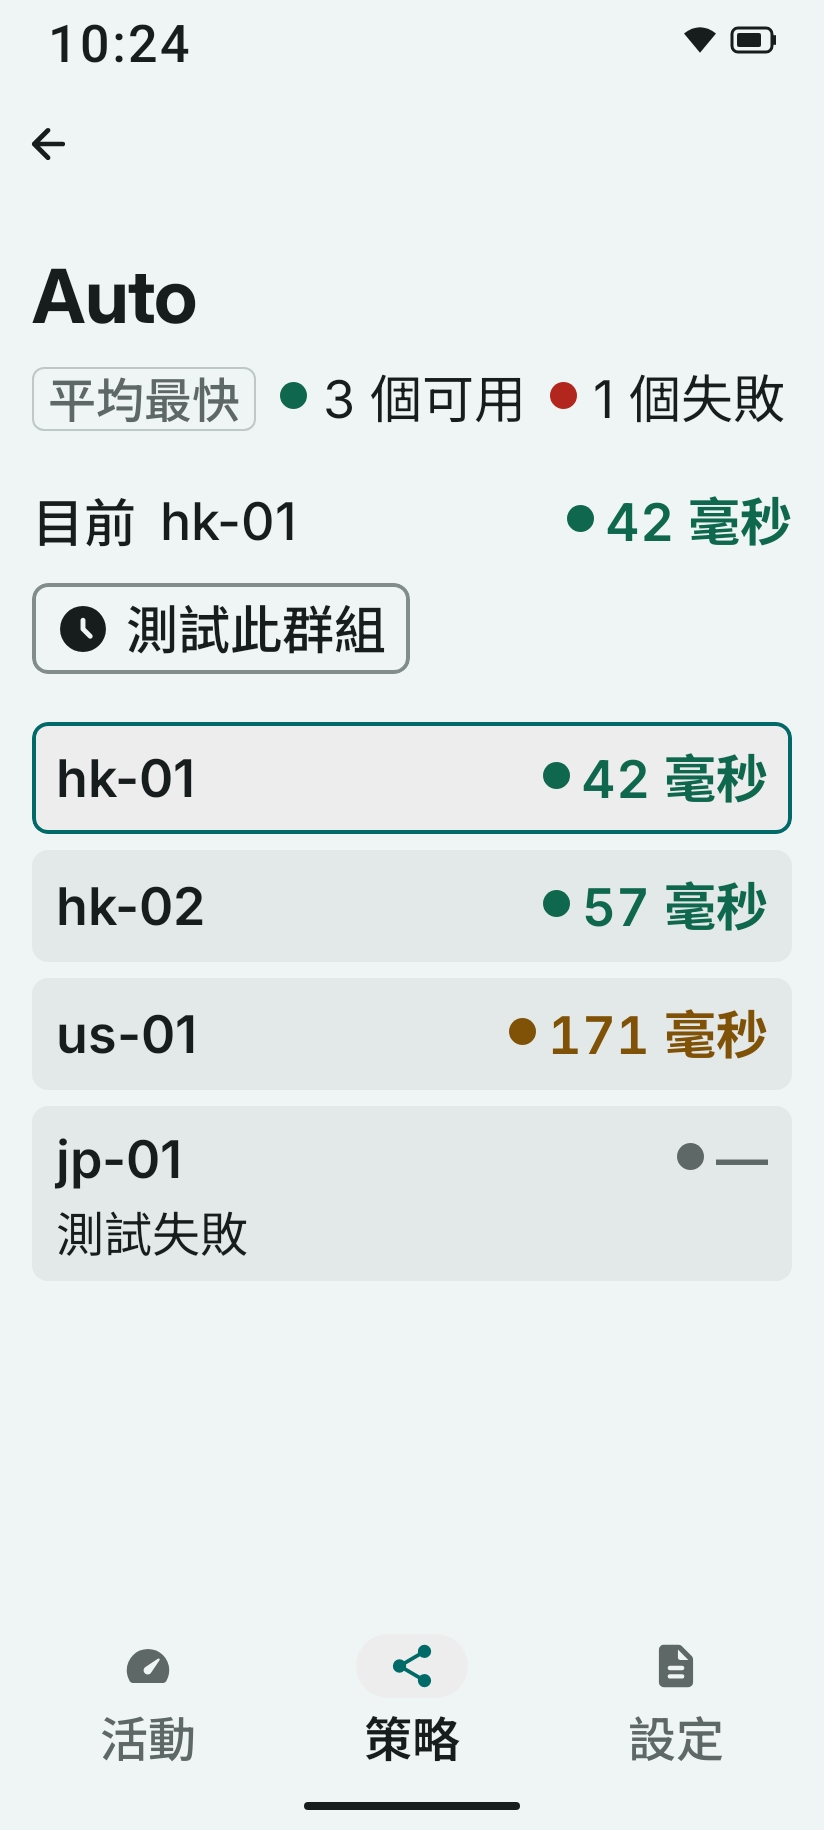 10:24
Auto
平均最快 3 個可用 1 個失敗
目前 hk-01 42 毫秒
測試此群組
hk-01 42 毫秒
hk-02 57 毫秒
us-01 171 毫秒
jp-01 —
測試失敗
活動 策略 設定